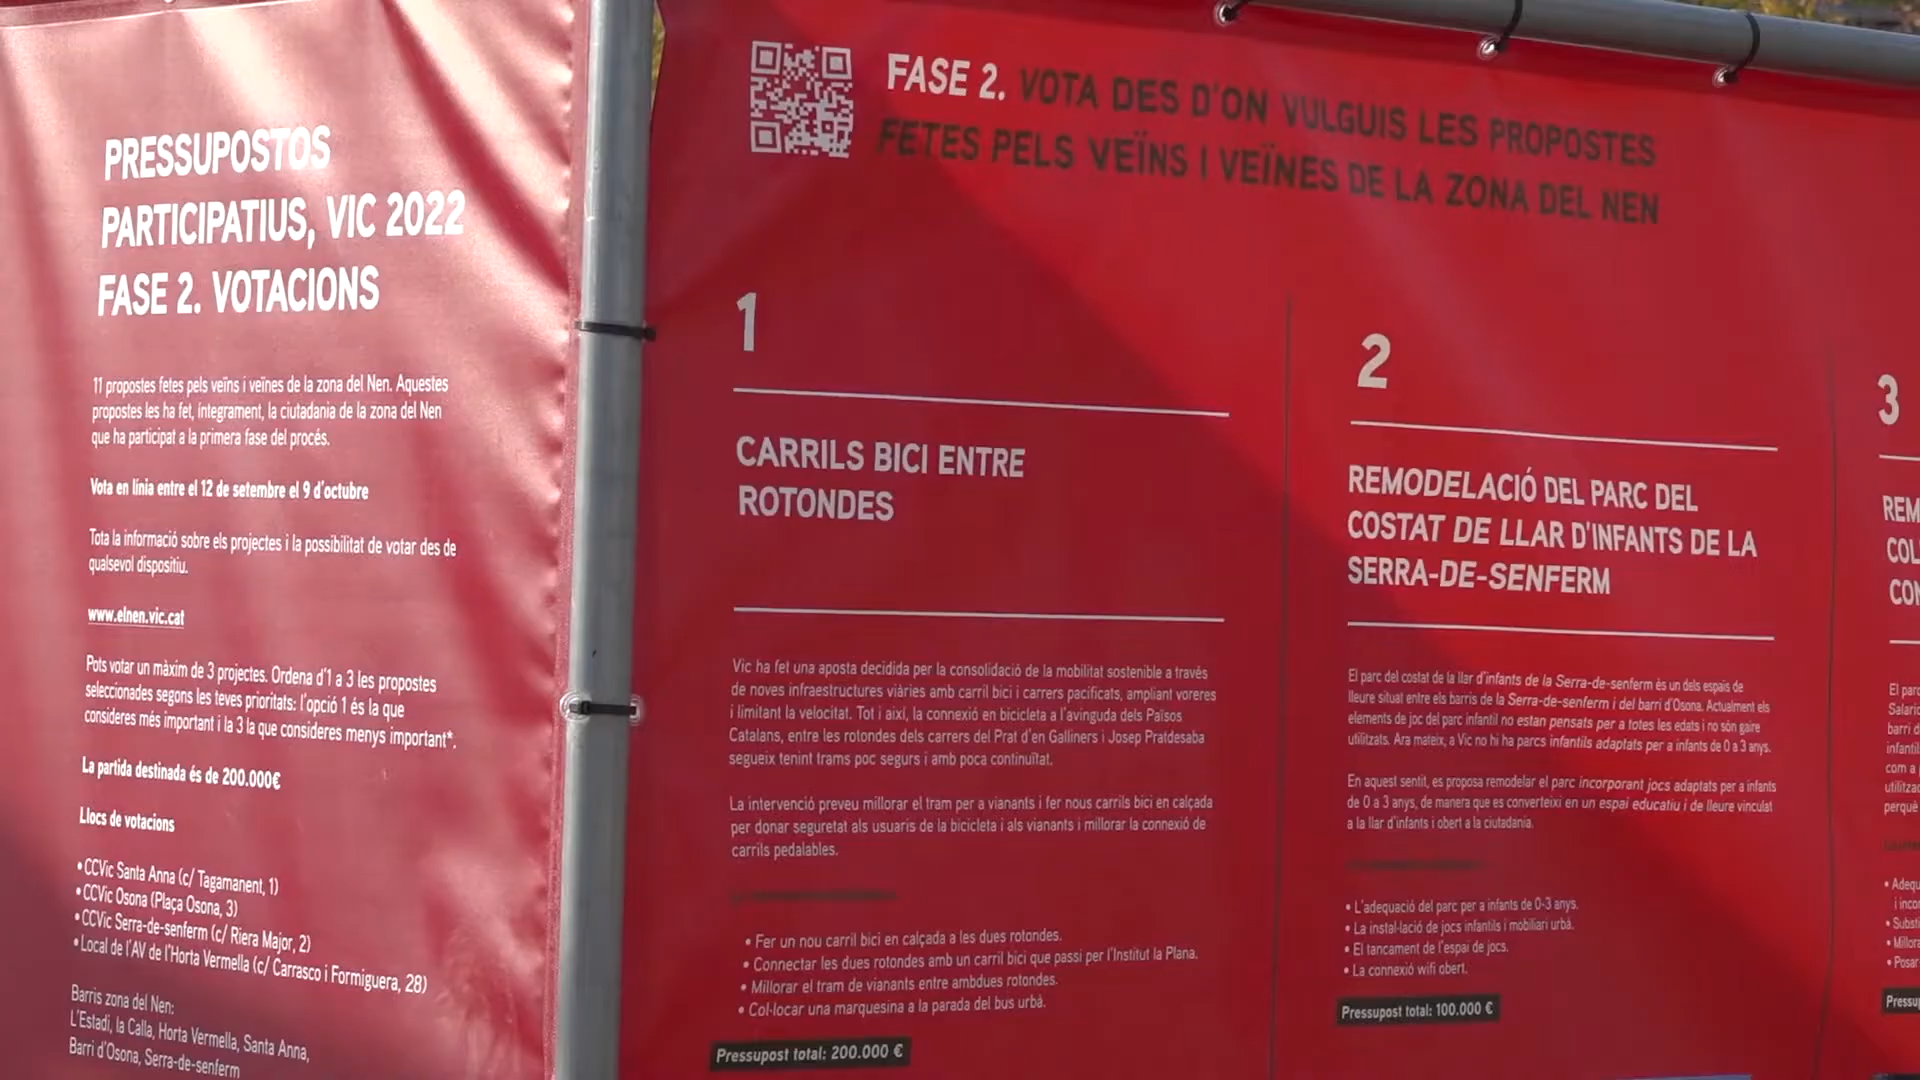 PRESSUPOSTOS
PARTICIPATIUS, VIC 2022
FASE 2. VOTACIONS
11 propostes fetes pels veïns i veïnes de la zona del Nen. Aquestes
propostes les ha fet, íntegrament, la ciutadania de la zona del Nen
que ha participat a la primera fase del procés.
Vota en línia entre el 12 de setembre el 9 d'octubre
Tota la informació sobre els projectes i la possibilitat de votar des de
qualsevol dispositiu.
www.elnen.vic.cat
Pots votar un màxim de 3 projectes. Ordena d'1 a 3 les propostes
seleccionades segons les teves prioritats: l'opció 1 és la que
consideres més important i la 3 la que consideres menys important*.
La partida destinada és de 200.000€
Llocs de votacions
• CCVic Santa Anna (c/ Tagamanent, 1)
• CCVic Osona (Plaça Osona, 3)
• CCVic Serra-de-senferm (c/ Riera Major, 2)
• Local de l'AV de l'Horta Vermella (c/ Carrasco i Formiguera, 28)
Barris zona del Nen:
L'Estadi, la Calla, Horta Vermella, Santa Anna,
Barri d'Osona, Serra-de-senferm
FASE 2. VOTA DES D'ON VULGUIS LES PROPOSTES
FETES PELS VEÏNS I VEÏNES DE LA ZONA DEL NEN
1
CARRILS BICI ENTRE
ROTONDES
Vic ha fet una aposta decidida per la consolidació de la mobilitat sostenible a través
de noves infraestructures viàries amb carril bici i carrers pacificats, ampliant voreres
i limitant la velocitat. Tot i així, la connexió en bicicleta a l'avinguda dels Països
Catalans, entre les rotondes dels carrers del Prat d'en Galliners i Josep Pratdesaba
segueix tenint trams poc segurs i amb poca continuïtat.
La intervenció preveu millorar el tram per a vianants i fer nous carrils bici en calçada
per donar seguretat als usuaris de la bicicleta i als vianants i millorar la connexió de
carrils pedalables.
• Fer un nou carril bici en calçada a les dues rotondes.
• Connectar les dues rotondes amb un carril bici que passi per l'Institut la Plana.
• Millorar el tram de vianants entre ambdues rotondes.
• Col·locar una marquesina a la parada del bus urbà.
Pressupost total: 200.000 €
2
REMODELACIÓ DEL PARC DEL
COSTAT DE LLAR D'INFANTS DE LA
SERRA-DE-SENFERM
El parc del costat de la llar d'infants de la Serra-de-senferm és un dels espais de
lleure situat entre els barris de la Serra-de-senferm i del barri d'Osona. Actualment els
elements de joc del parc infantil no estan pensats per a totes les edats i no són gaire
utilitzats. Ara mateix, a Vic no hi ha parcs infantils adaptats per a infants de 0 a 3 anys.
En aquest sentit, es proposa remodelar el parc incorporant jocs adaptats per a infants
de 0 a 3 anys, de manera que es converteixi en un espai educatiu i de lleure vinculat
a la llar d'infants i obert a la ciutadania.
• L'adequació del parc per a infants de 0-3 anys.
• La instal·lació de jocs infantils i mobiliari urbà.
• El tancament de l'espai de jocs.
• La connexió wifi obert.
Pressupost total: 100.000 €
3
REM
COL
CON
El parc
Salari
barri d
infantil
com a
utilitza
perquè
• Adequ
i incor
• Substi
• Millora
• Posar
Pressu